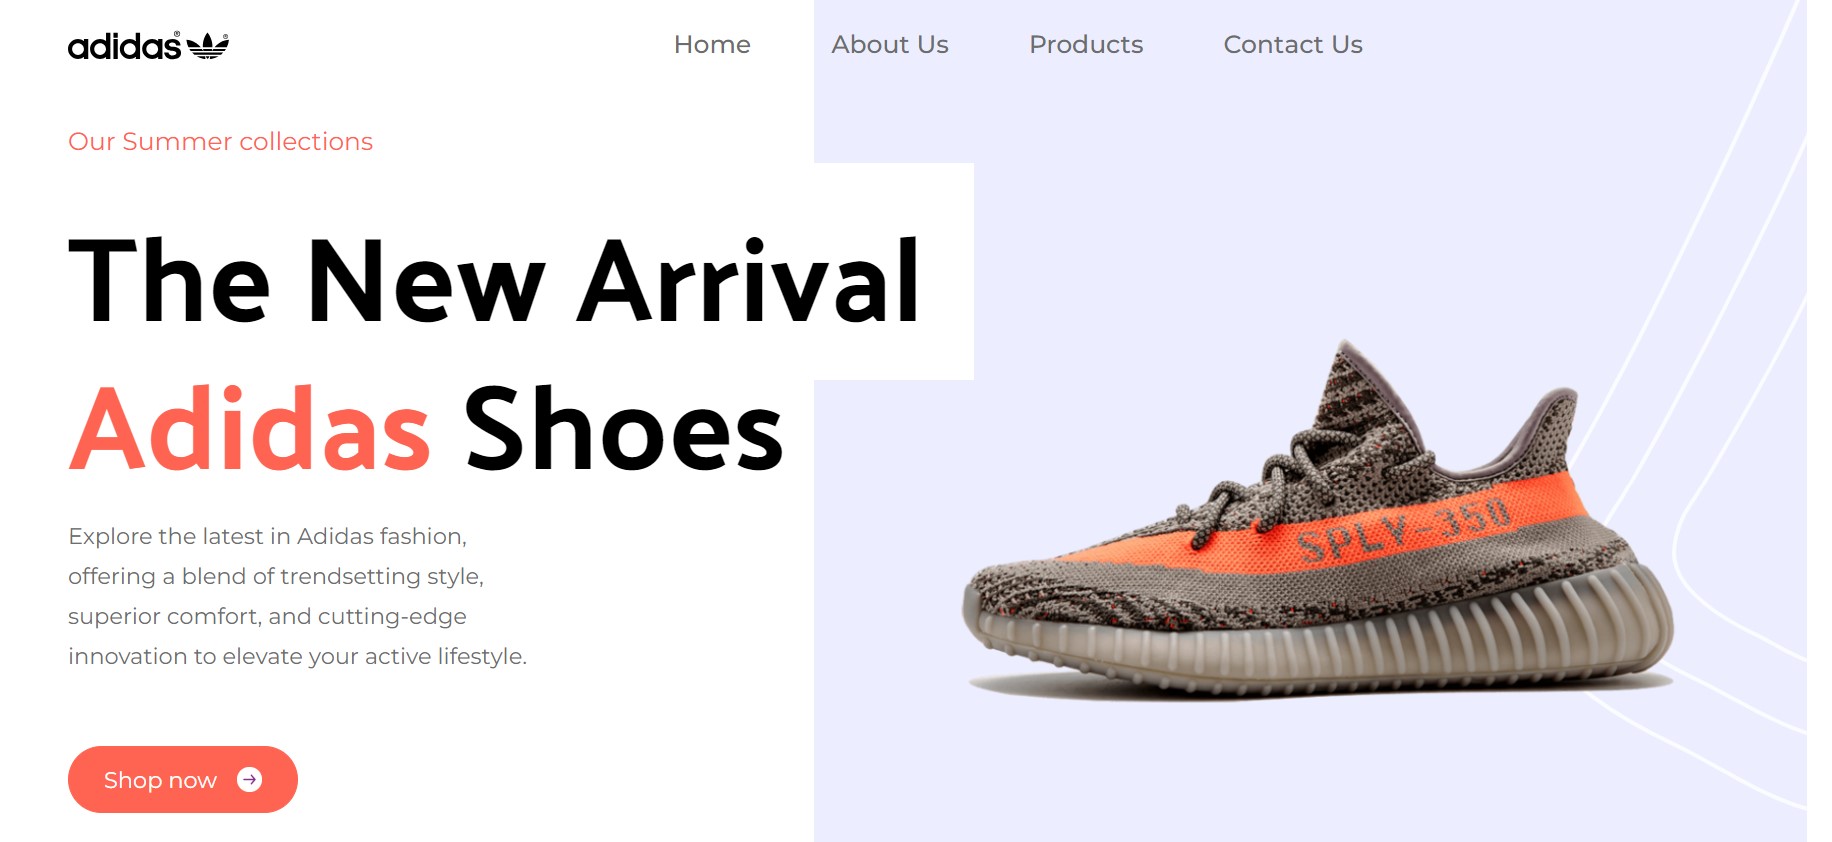 adidas
Home About Us Products Contact Us
Our Summer collections
The New Arrival
Adidas Shoes
Explore the latest in Adidas fashion,
offering a blend of trendsetting style,
superior comfort, and cutting-edge
innovation to elevate your active lifestyle.
Shop now
SPLY-350